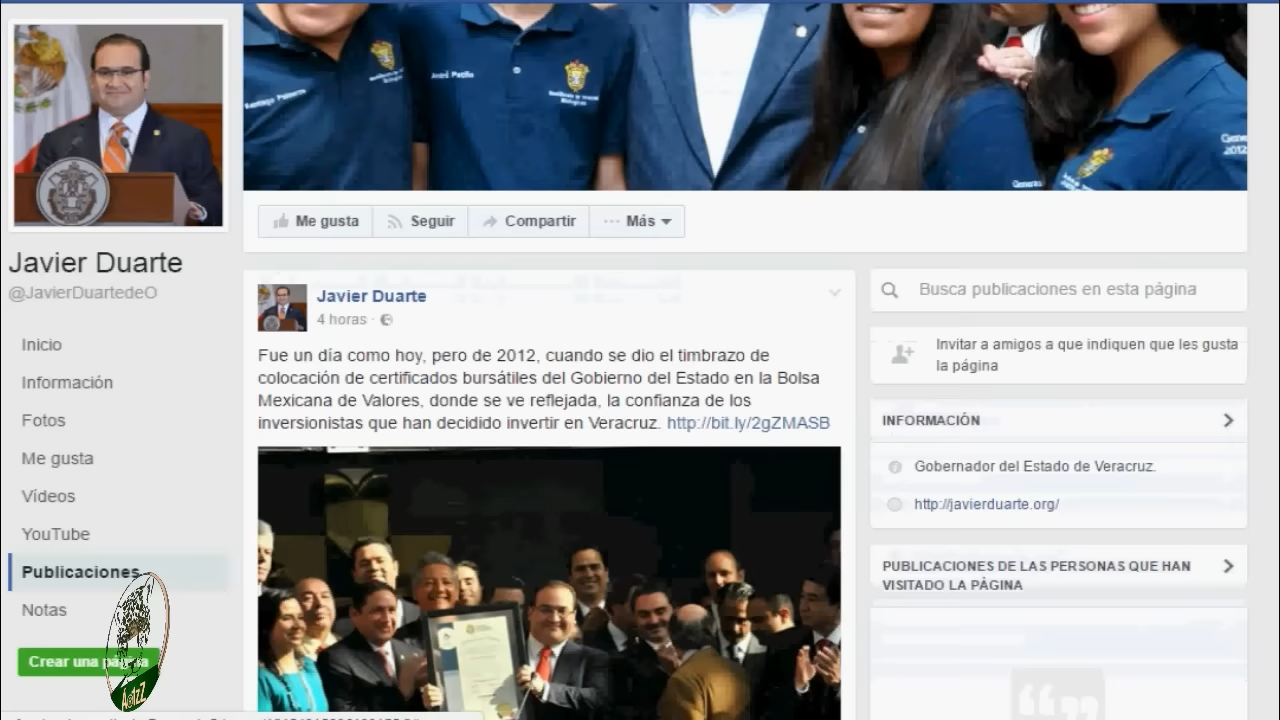 Santiago
André Patiño
Me gusta
Seguir
Compartir
Más
Javier Duarte
@JavierDuartedeO
Inicio
Información
Fotos
Me gusta
Vídeos
YouTube
Publicaciones
Notas
Crear una página
Javier Duarte
4 horas ·
Fue un día como hoy, pero de 2012, cuando se dio el timbrazo de
colocación de certificados bursátiles del Gobierno del Estado en la Bolsa
Mexicana de Valores, donde se ve reflejada, la confianza de los
inversionistas que han decidido invertir en Veracruz. http://bit.ly/2gZMASB
Busca publicaciones en esta página
Invitar a amigos a que indiquen que les gusta
la página
INFORMACIÓN
Gobernador del Estado de Veracruz.
http://javierduarte.org/
PUBLICACIONES DE LAS PERSONAS QUE HAN
VISITADO LA PÁGINA